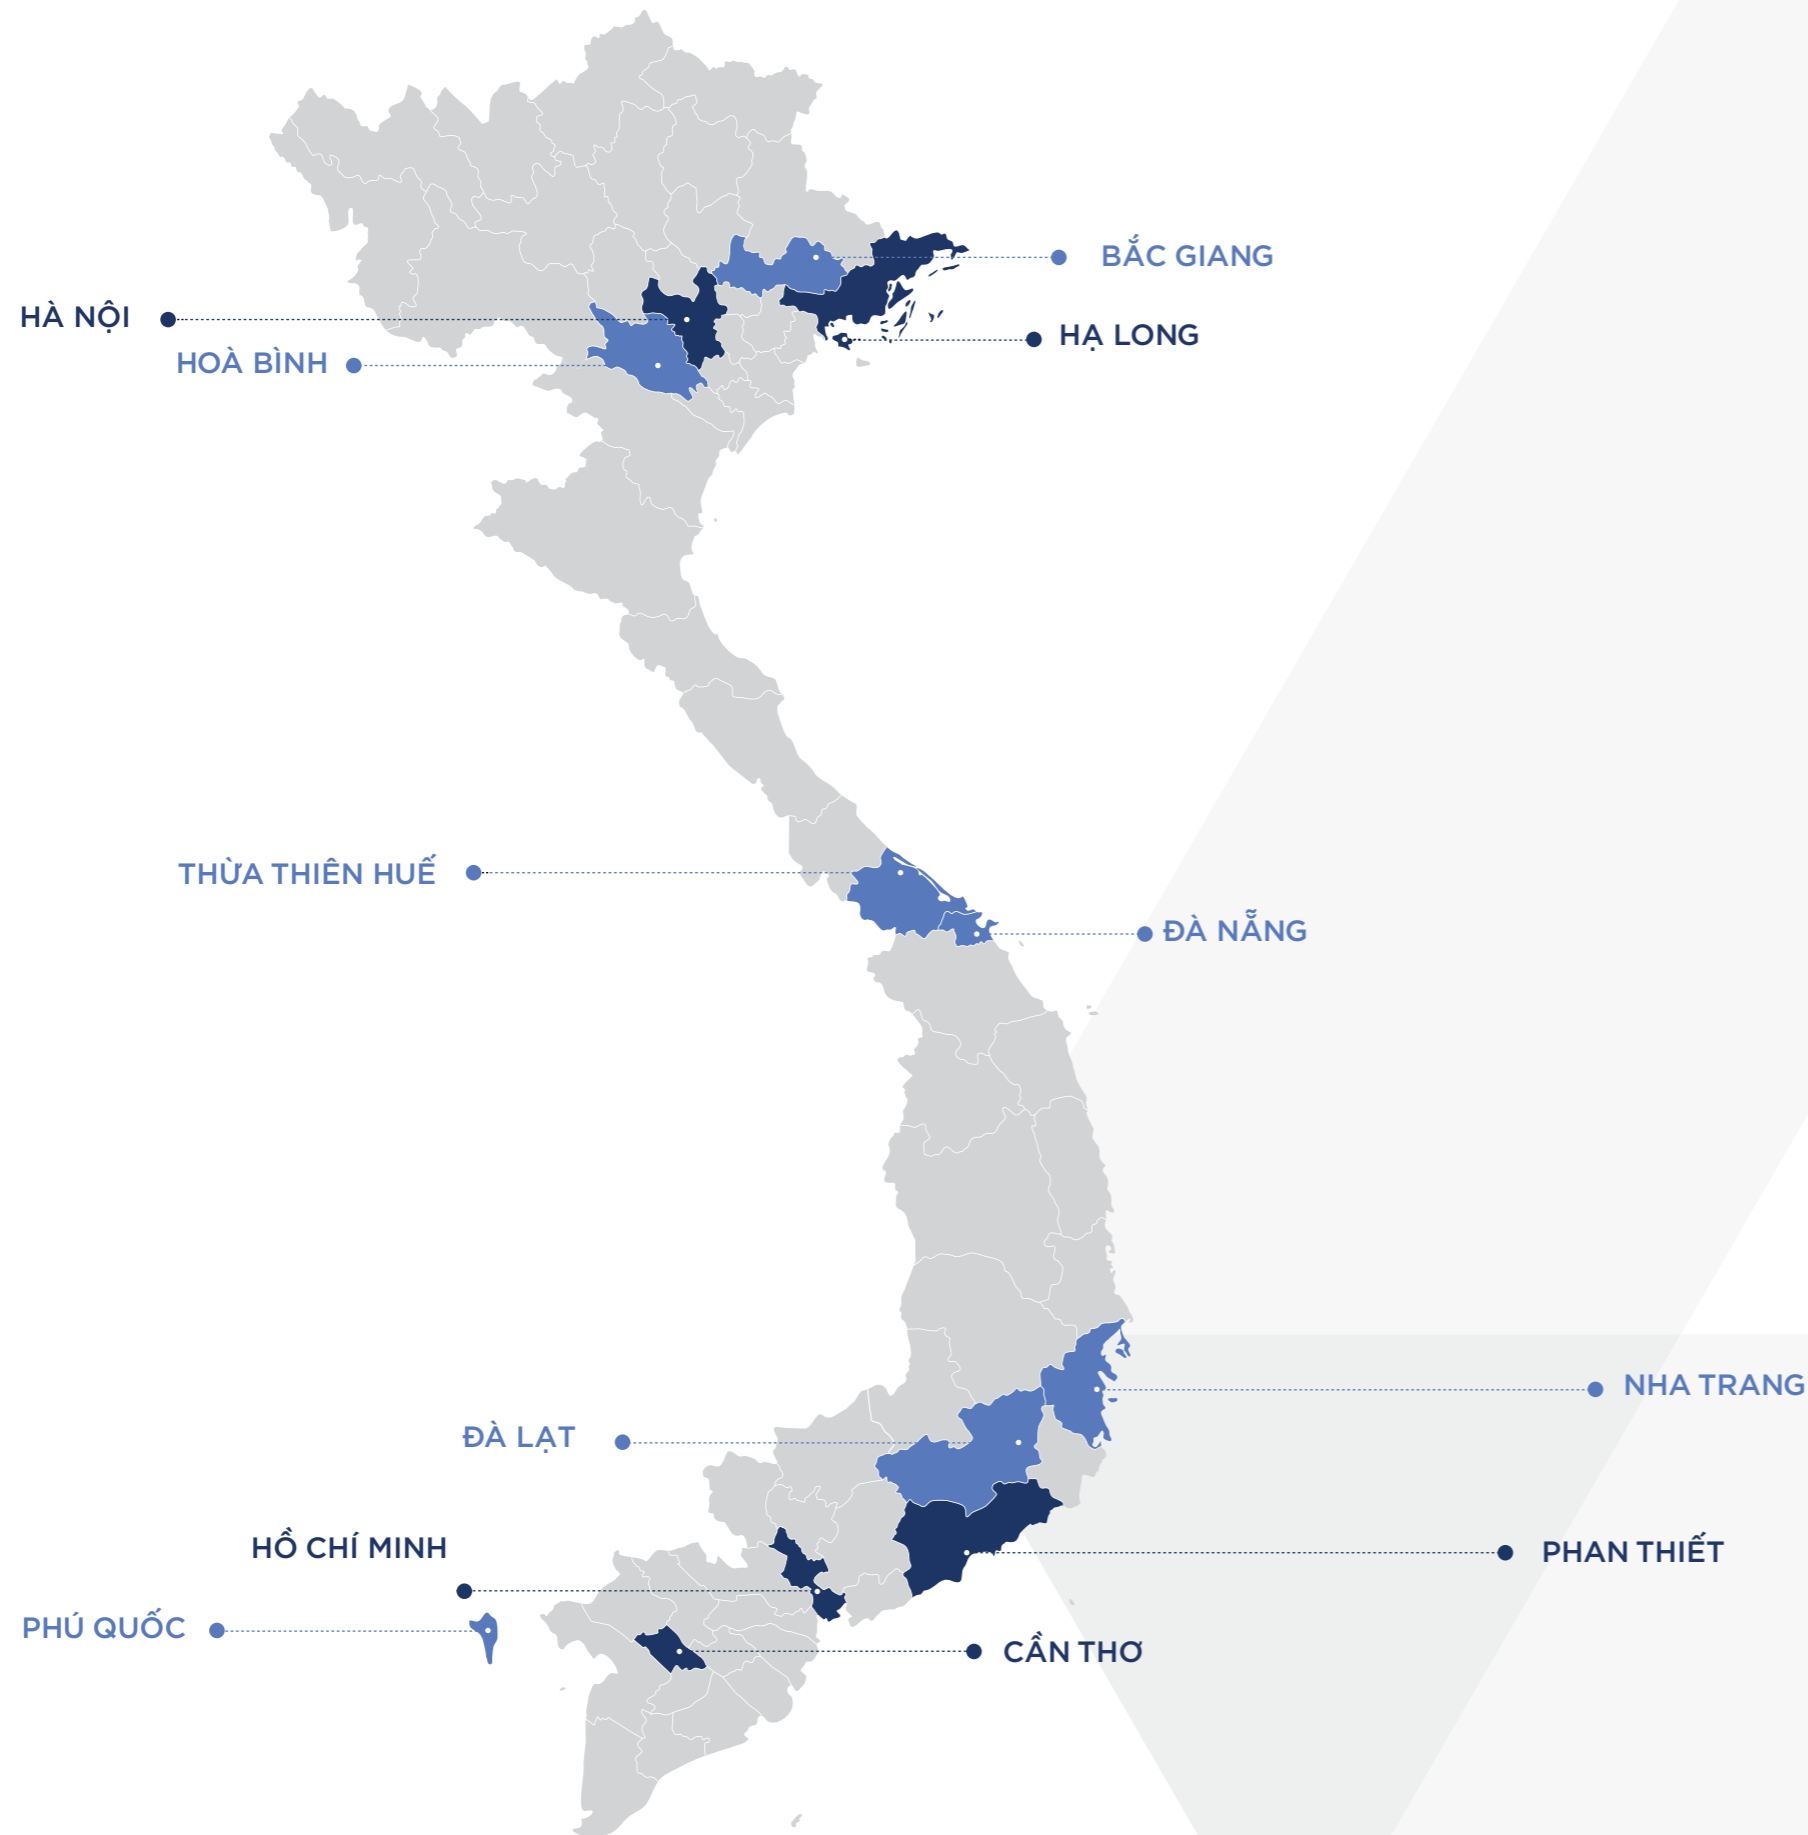 BẮC GIANG
HÀ NỘI
HẠ LONG
HOÀ BÌNH
THỪA THIÊN HUẾ
ĐÀ NẴNG
NHA TRANG
ĐÀ LẠT
HỒ CHÍ MINH
PHAN THIẾT
PHÚ QUỐC
CẦN THƠ